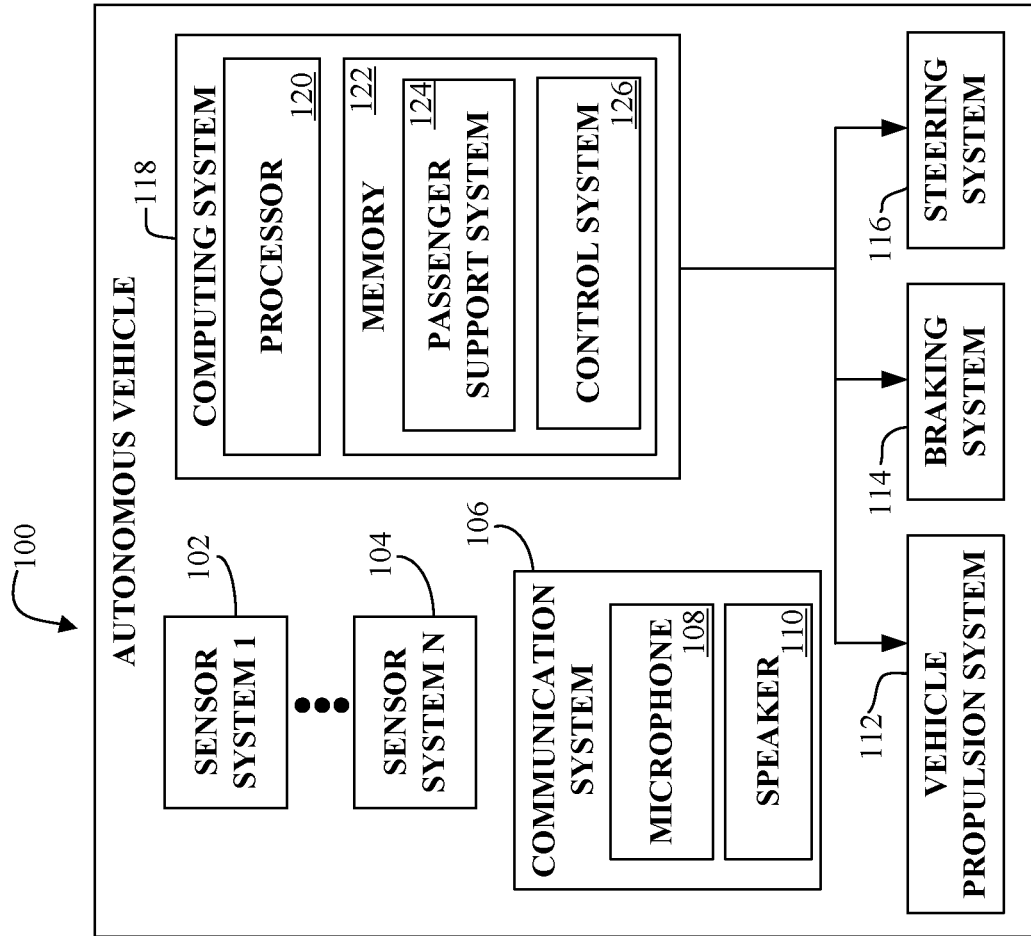 100
AUTONOMOUS VEHICLE
102
SENSOR
SYSTEM 1
104
SENSOR
SYSTEM N
106
COMMUNICATION
SYSTEM
MICROPHONE
108
SPEAKER
110
118
COMPUTING SYSTEM
PROCESSOR
120
MEMORY
122
PASSENGER
SUPPORT SYSTEM
124
CONTROL SYSTEM
126
112
VEHICLE
PROPULSION SYSTEM
114
BRAKING
SYSTEM
116
STEERING
SYSTEM